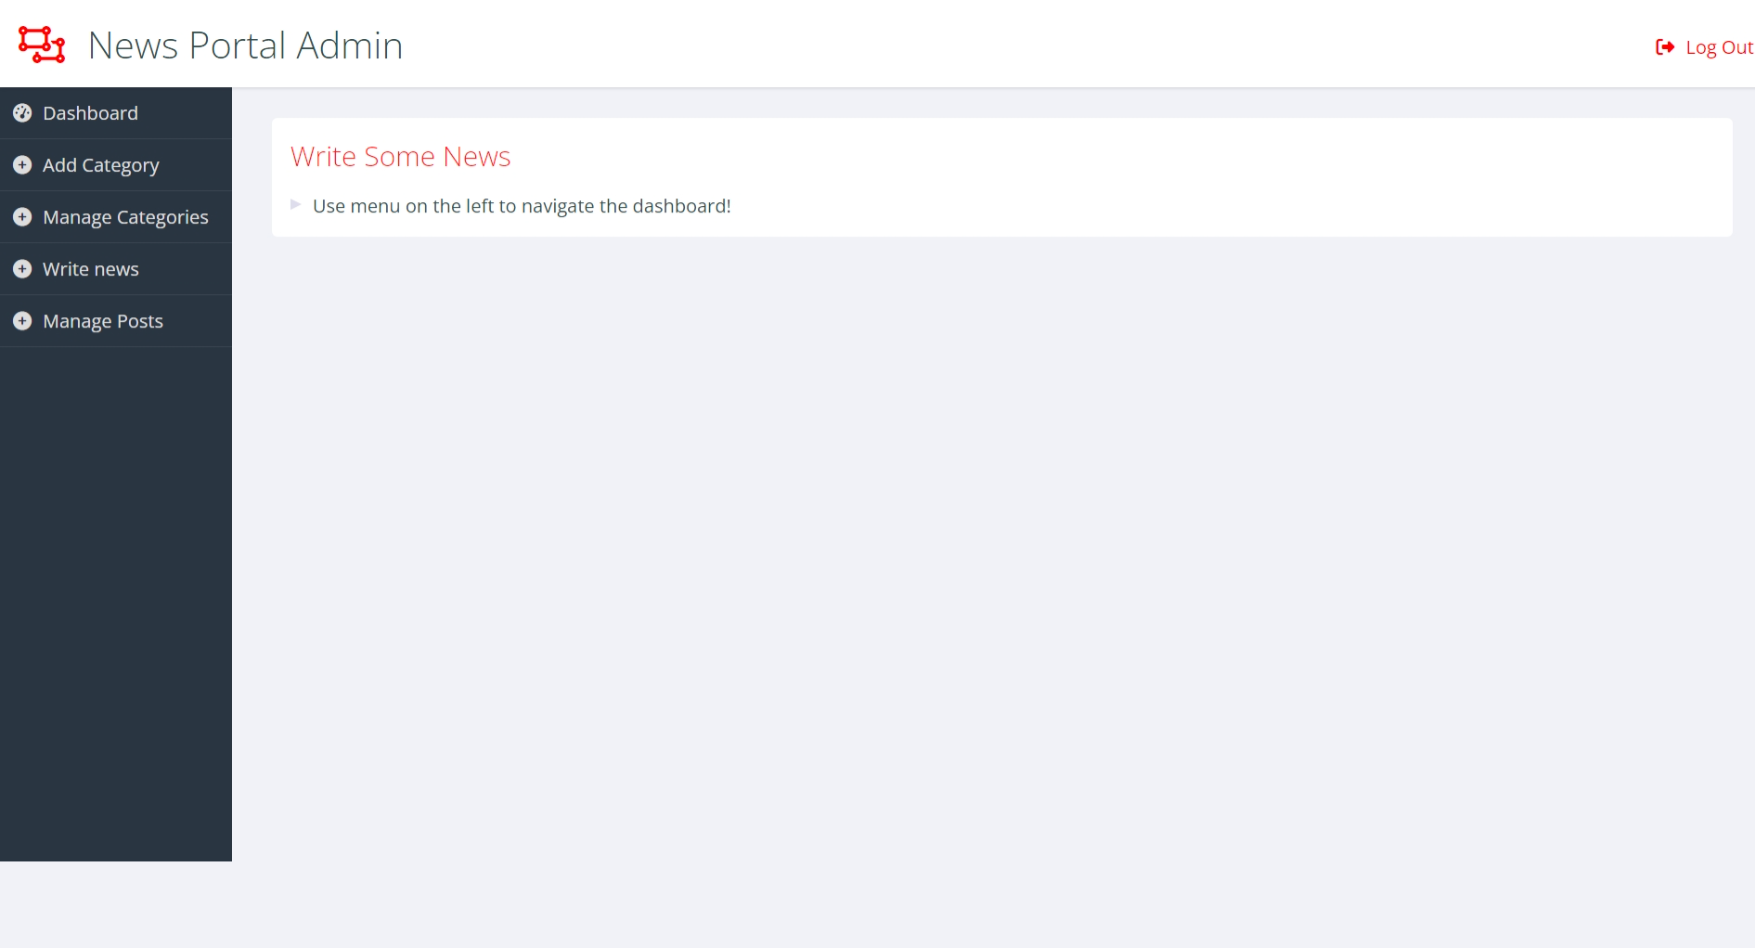 News Portal Admin
Log Out
Dashboard
Add Category
Manage Categories
Write news
Manage Posts
Write Some News
Use menu on the left to navigate the dashboard!